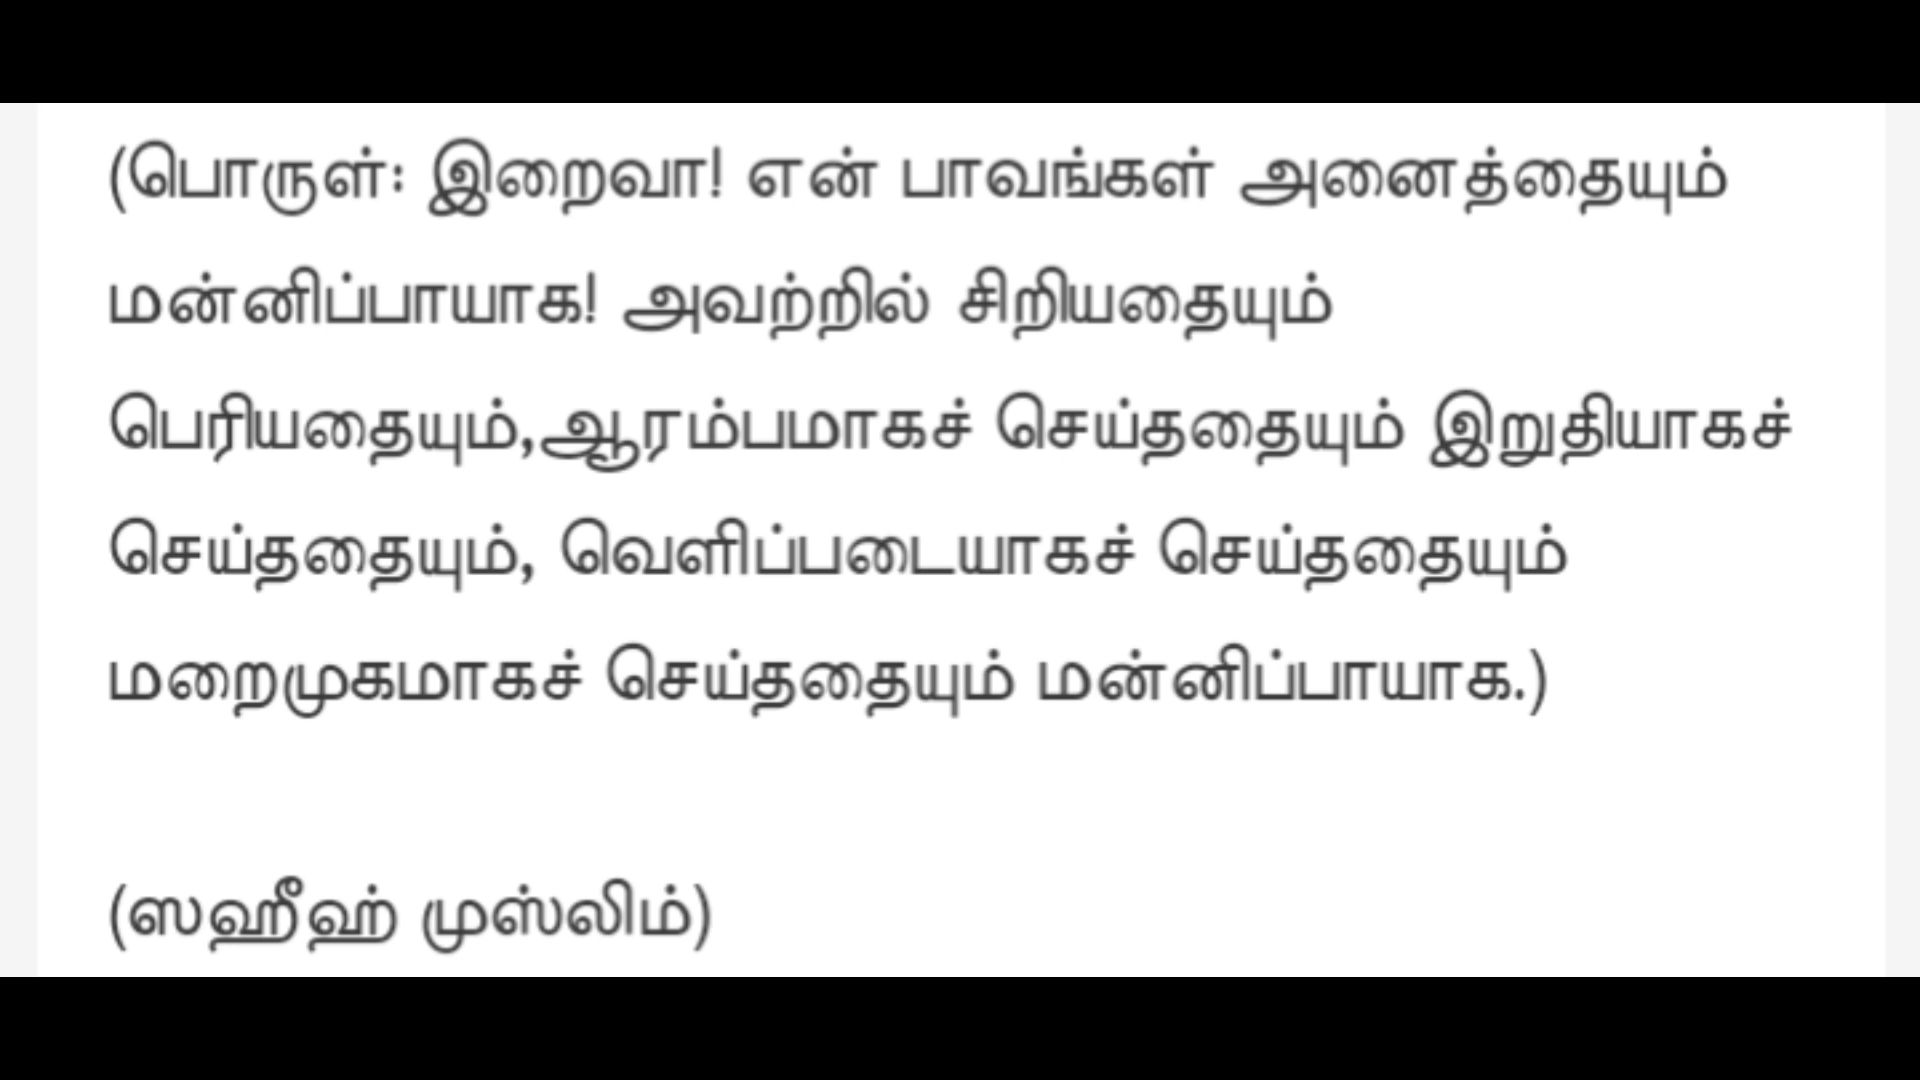 (பொருள்: இறைவா! என் பாவங்கள் அனைத்தையும்
மன்னிப்பாயாக! அவற்றில் சிறியதையும்
பெரியதையும்,ஆரம்பமாகச் செய்ததையும் இறுதியாகச்
செய்ததையும், வெளிப்படையாகச் செய்ததையும்
மறைமுகமாகச் செய்ததையும் மன்னிப்பாயாக.)
(ஸஹீஹ் முஸ்லிம்)